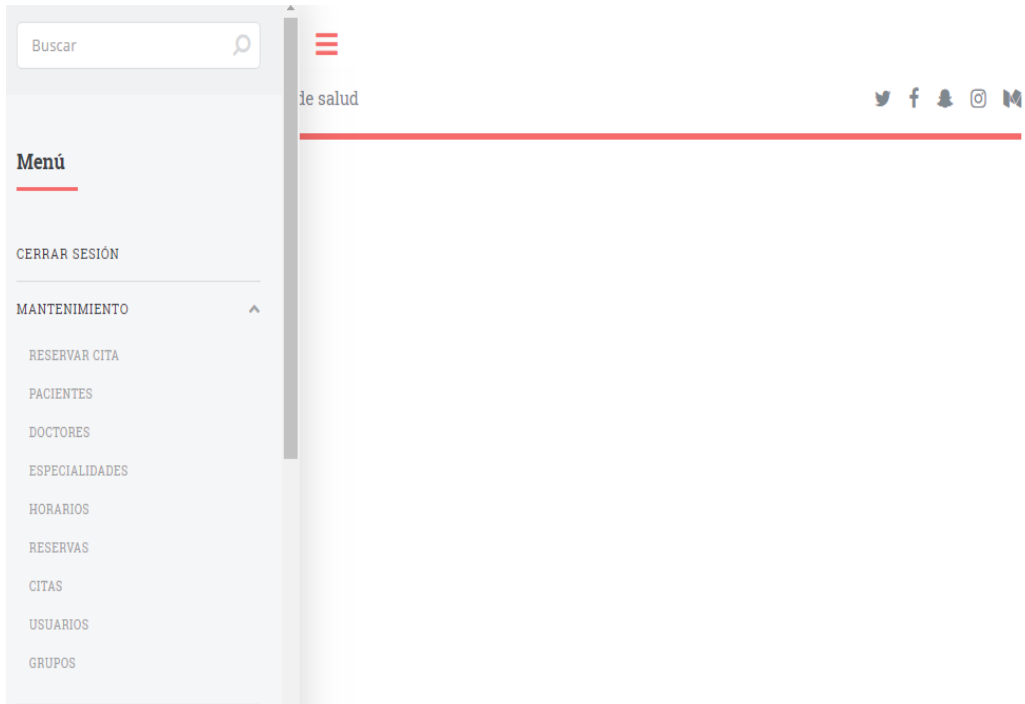 Buscar
de salud
Menú
CERRAR SESIÓN
MANTENIMIENTO
RESERVAR CITA
PACIENTES
DOCTORES
ESPECIALIDADES
HORARIOS
RESERVAS
CITAS
USUARIOS
GRUPOS